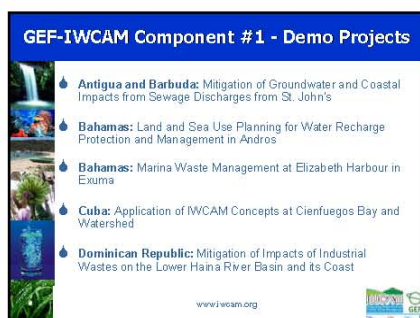 GEF-IWCAM Component #1 - Demo Projects
Antigua and Barbuda: Mitigation of Groundwater and Coastal
Impacts from Sewage Discharges from St. John's
Bahamas: Land and Sea Use Planning for Water Recharge
Protection and Management in Andros
Bahamas: Marina Waste Management at Elizabeth Harbour in
Exuma
Cuba: Application of IWCAM Concepts at Cienfuegos Bay and
Watershed
Dominican Republic: Mitigation of Impacts of Industrial
Wastes on the Lower Haina River Basin and its Coast
www.iwcam.org